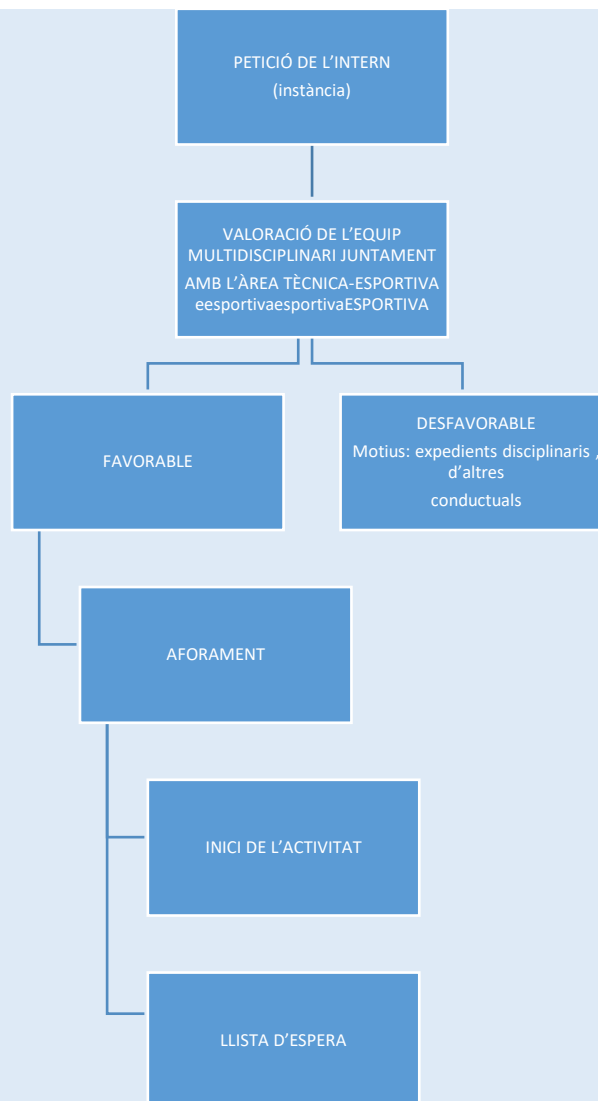 PETICIÓ DE L’INTERN
(instància)
VALORACIÓ DE L’EQUIP
MULTIDISCIPLINARI JUNTAMENT
AMB L’ÀREA TÈCNICA-ESPORTIVA
eesportivaesportivaESPORTIVA
FAVORABLE
DESFAVORABLE
Motius: expedients disciplinaris ,
d’altres
conductuals
AFORAMENT
INICI DE L’ACTIVITAT
LLISTA D’ESPERA